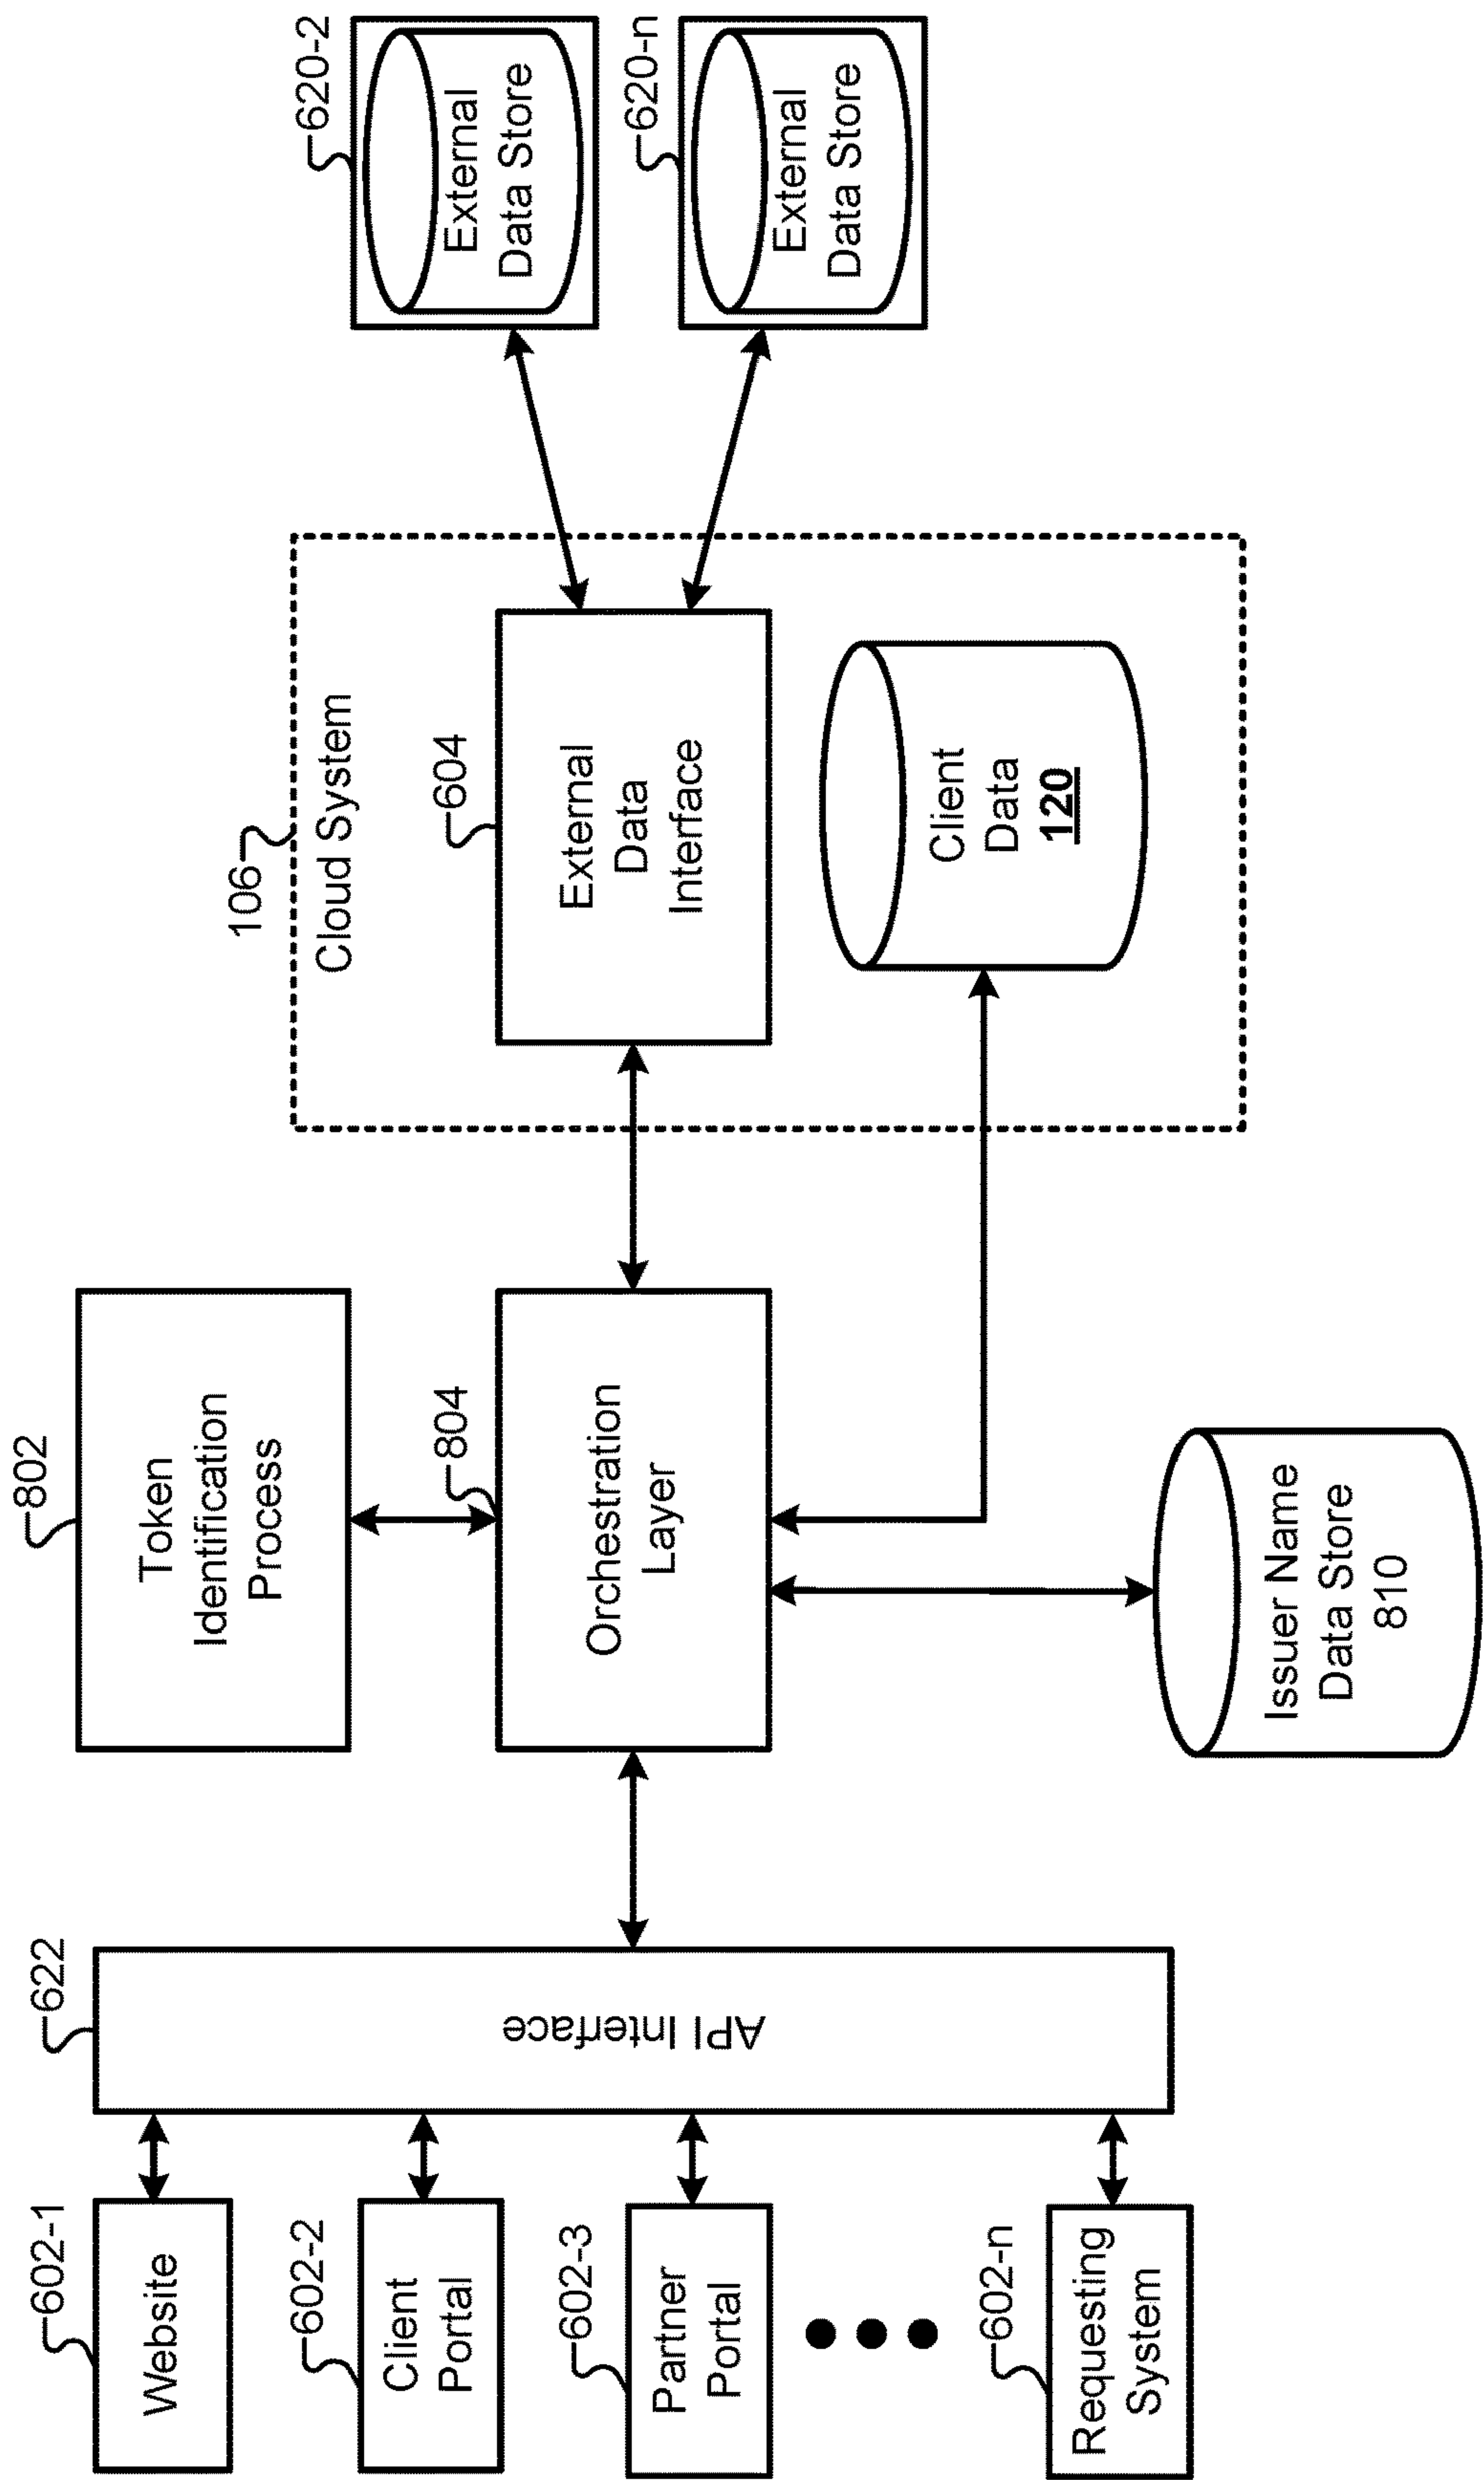 602-1
Website
602-2
Client
Portal
602-3
Partner
Portal
602-n
Requesting
System
622
API Interface
802
Token
Identification
Process
804
Orchestration
Layer
Issuer Name
Data Store
810
106
Cloud System
604
External
Data
Interface
Client
Data
120
620-2
External
Data Store
620-n
External
Data Store